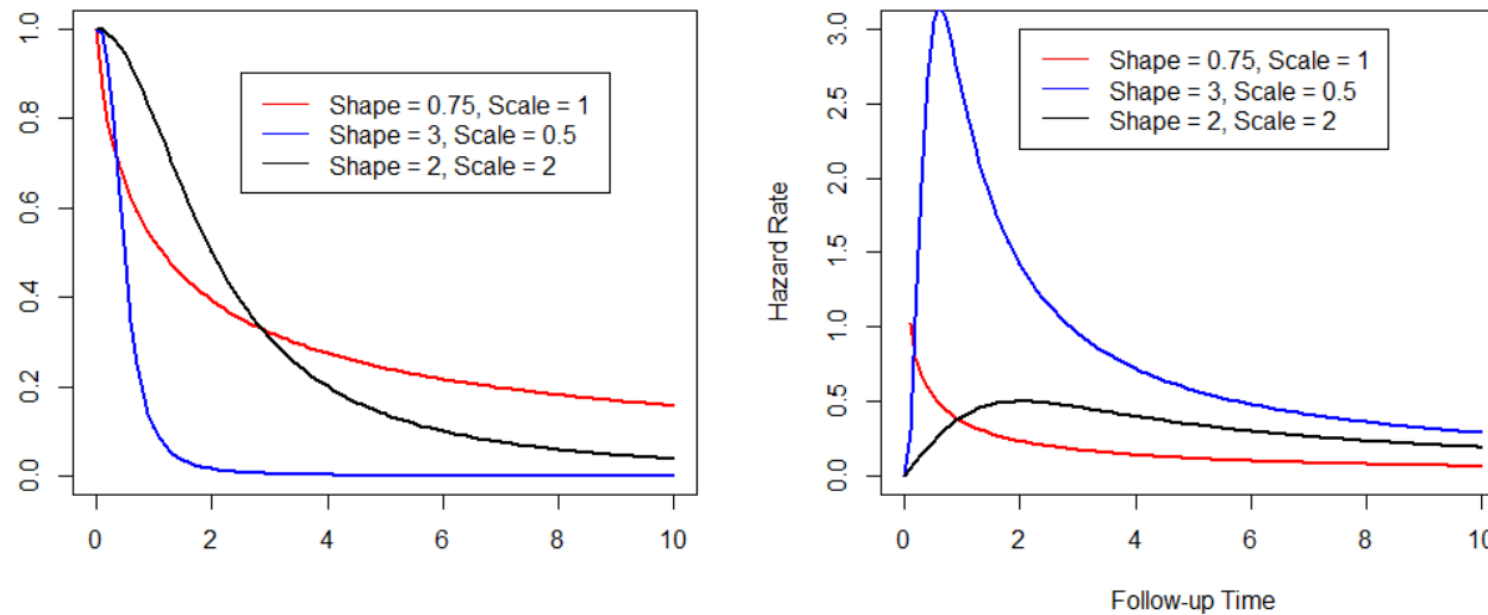 1.0
0.8
0.6
0.4
0.2
0.0
Shape = 0.75, Scale = 1
Shape = 3, Scale = 0.5
Shape = 2, Scale = 2
0 2 4 6 8 10
Hazard Rate
3.0
2.5
2.0
1.5
1.0
0.5
0.0
Shape = 0.75, Scale = 1
Shape = 3, Scale = 0.5
Shape = 2, Scale = 2
0 2 4 6 8 10
Follow-up Time